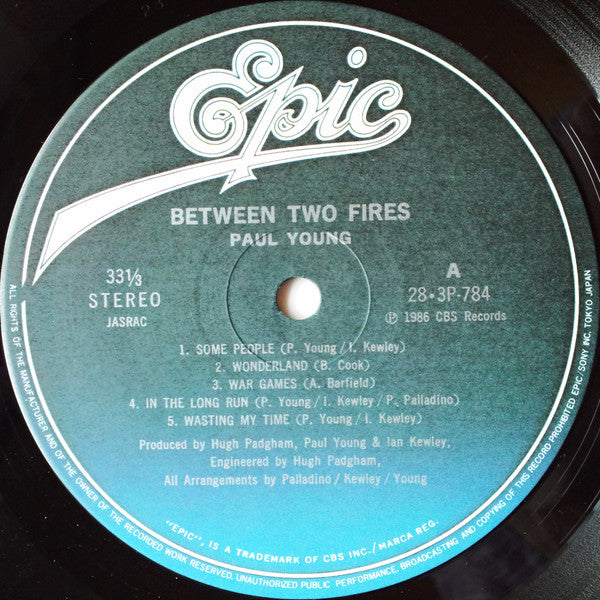 Epic
BETWEEN TWO FIRES
PAUL YOUNG
33⅓
STEREO
JASRAC
A
28・3P-784
Ⓟ 1986 CBS Records
1. SOME PEOPLE (P. Young/I. Kewley)
2. WONDERLAND (B. Cook)
3. WAR GAMES (A. Barfield)
4. IN THE LONG RUN (P. Young/I. Kewley/P. Palladino)
5. WASTING MY TIME (P. Young/I. Kewley)
Produced by Hugh Padgham, Paul Young & Ian Kewley,
Engineered by Hugh Padgham,
All Arrangements by Palladino/Kewley/Young
"EPIC", IS A TRADEMARK OF CBS INC./MARCA REG.
ALL RIGHTS OF THE MANUFACTURER AND OF THE OWNER OF THE RECORDED WORK RESERVED. UNAUTHORIZED PUBLIC PERFORMANCE, BROADCASTING AND COPYING OF THIS RECORD PROHIBITED EPIC/SONY INC. TOKYO JAPAN